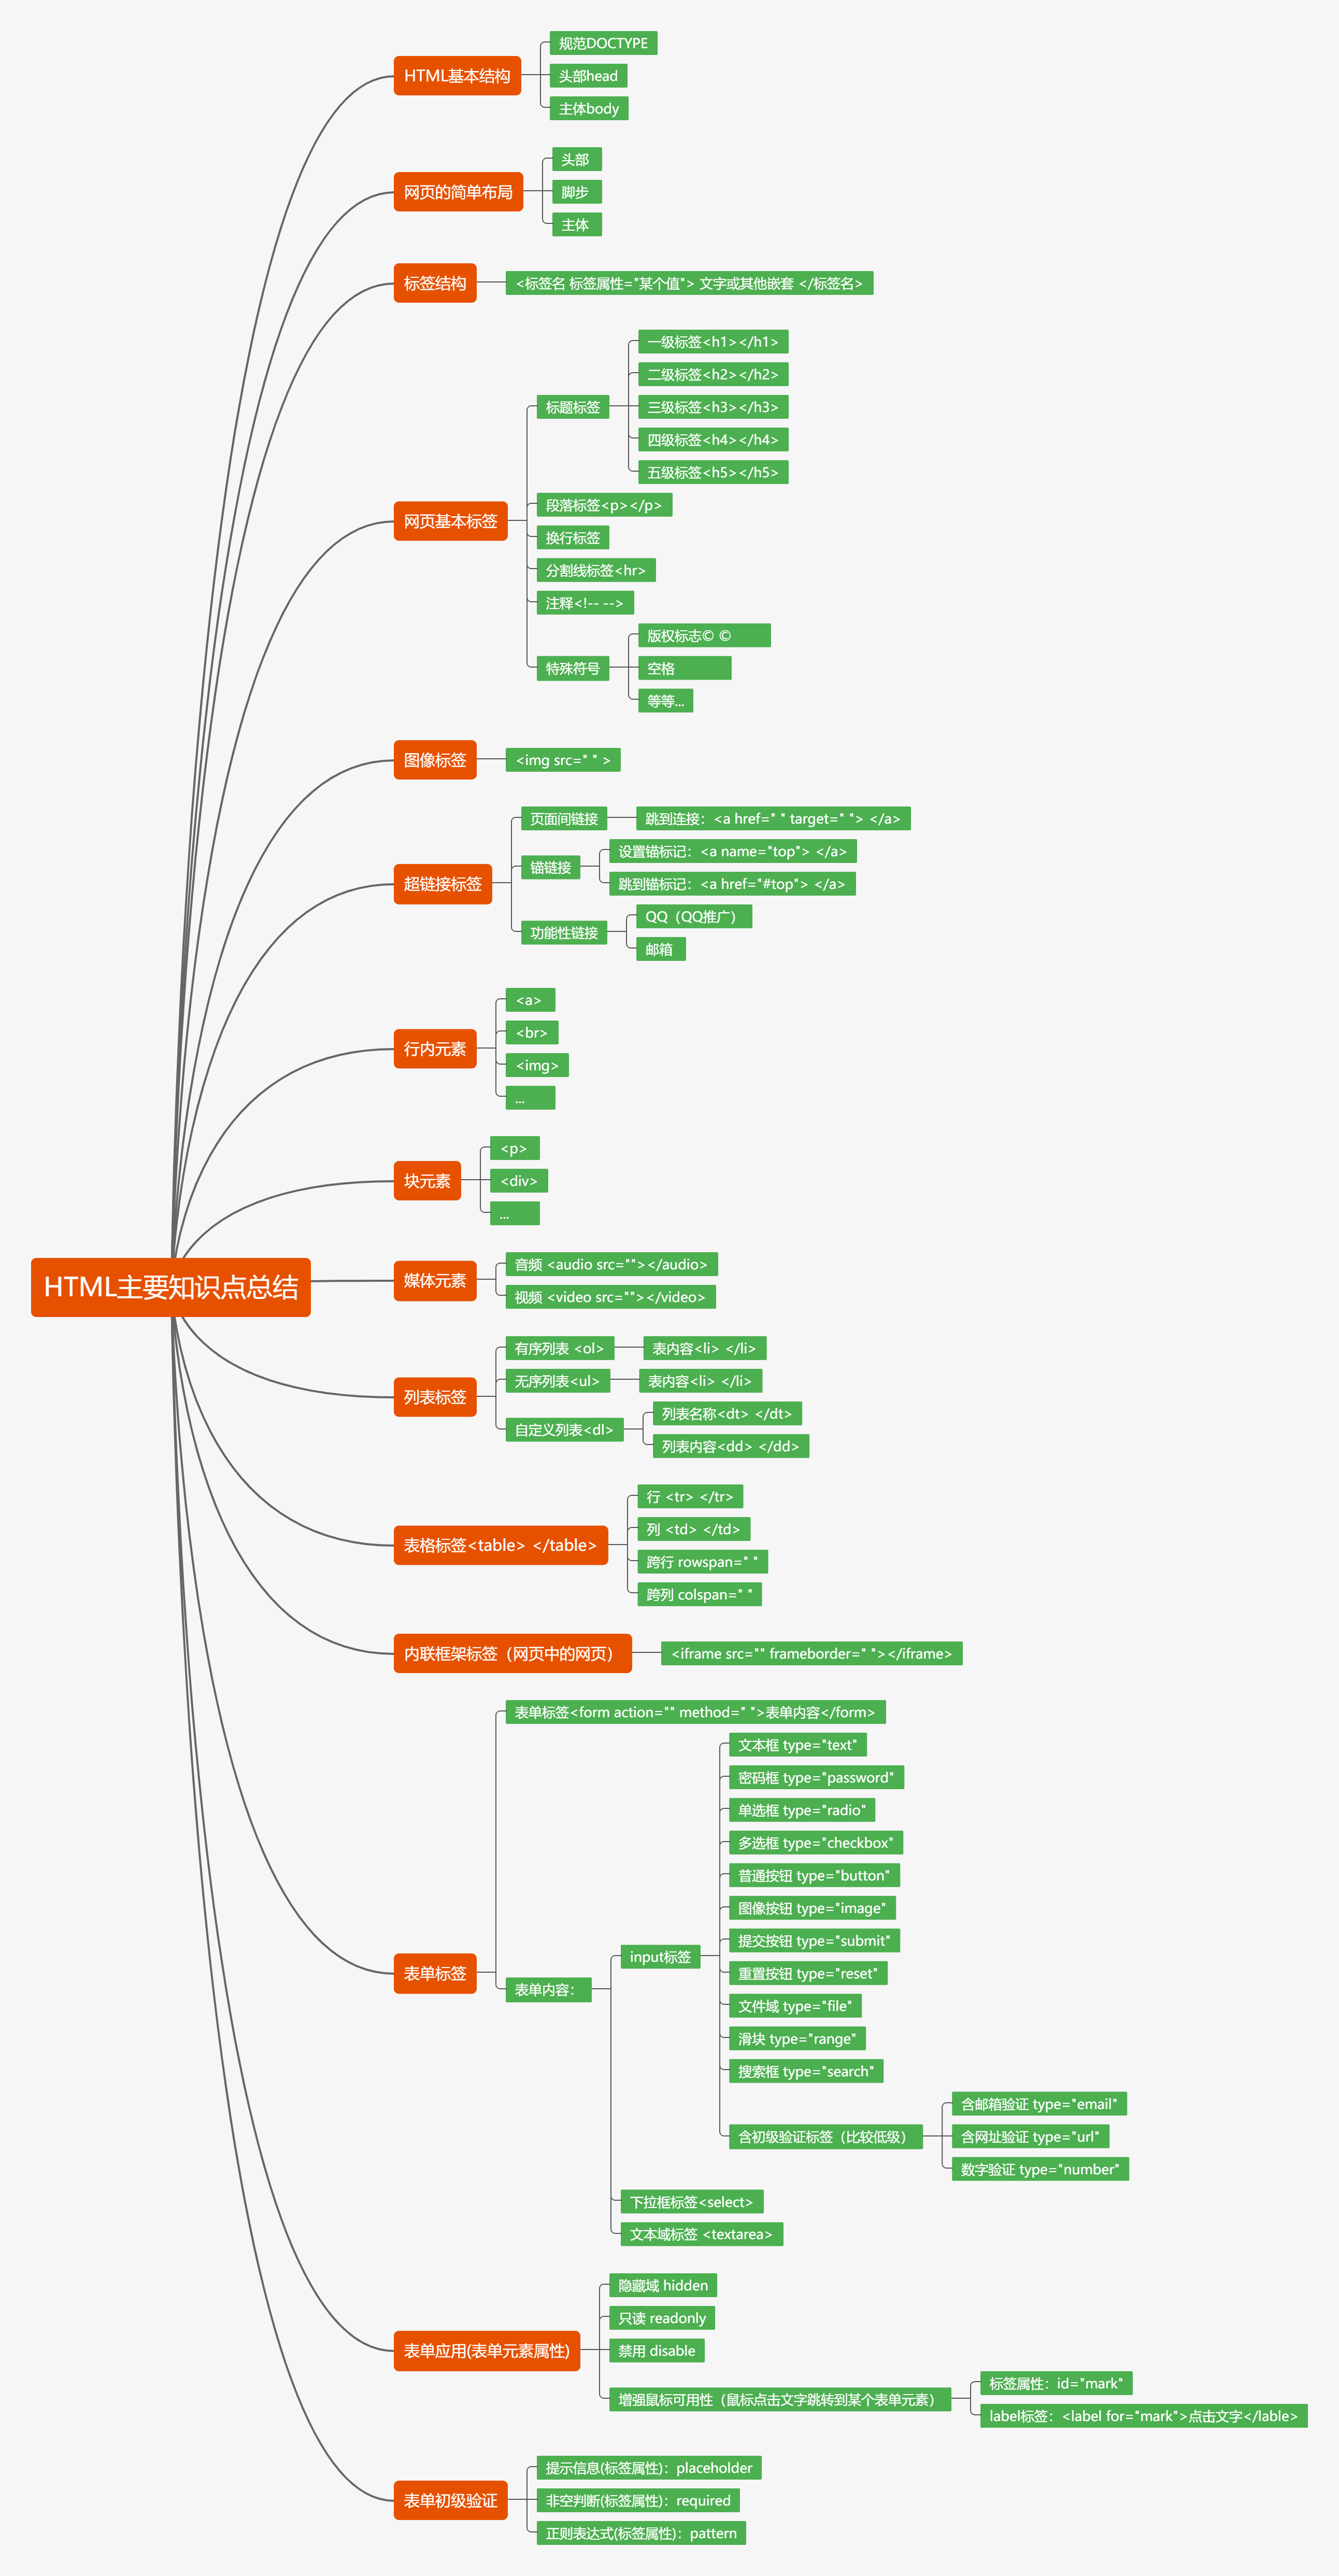 HTML主要知识点总结
HTML基本结构
规范DOCTYPE
头部head
主体body
网页的简单布局
头部
脚步
主体
标签结构
<标签名 标签属性="某个值"> 文字或其他嵌套 </标签名>
网页基本标签
标题标签
一级标签<h1></h1>
二级标签<h2></h2>
三级标签<h3></h3>
四级标签<h4></h4>
五级标签<h5></h5>
段落标签<p></p>
换行标签
分割线标签<hr>
注释<!-- -->
特殊符号
版权标志© ©
空格
等等...
图像标签
<img src=" " >
超链接标签
页面间链接
跳到连接：<a href=" " target=" "> </a>
锚链接
设置锚标记：<a name="top"> </a>
跳到锚标记：<a href="#top"> </a>
功能性链接
QQ（QQ推广）
邮箱
行内元素
<a>
<br>
<img>
...
块元素
<p>
<div>
...
媒体元素
音频 <audio src=""></audio>
视频 <video src=""></video>
列表标签
有序列表 <ol>
表内容<li> </li>
无序列表<ul>
表内容<li> </li>
自定义列表<dl>
列表名称<dt> </dt>
列表内容<dd> </dd>
表格标签<table> </table>
行 <tr> </tr>
列 <td> </td>
跨行 rowspan=" "
跨列 colspan=" "
内联框架标签（网页中的网页）
<iframe src="" frameborder=" "></iframe>
表单标签
表单标签<form action="" method=" ">表单内容</form>
表单内容：
input标签
文本框 type="text"
密码框 type="password"
单选框 type="radio"
多选框 type="checkbox"
普通按钮 type="button"
图像按钮 type="image"
提交按钮 type="submit"
重置按钮 type="reset"
文件域 type="file"
滑块 type="range"
搜索框 type="search"
含初级验证标签（比较低级）
含邮箱验证 type="email"
含网址验证 type="url"
数字验证 type="number"
下拉框标签<select>
文本域标签 <textarea>
表单应用(表单元素属性)
隐藏域 hidden
只读 readonly
禁用 disable
增强鼠标可用性（鼠标点击文字跳转到某个表单元素）
标签属性：id="mark"
label标签：<label for="mark">点击文字</lable>
表单初级验证
提示信息(标签属性)：placeholder
非空判断(标签属性)：required
正则表达式(标签属性)：pattern